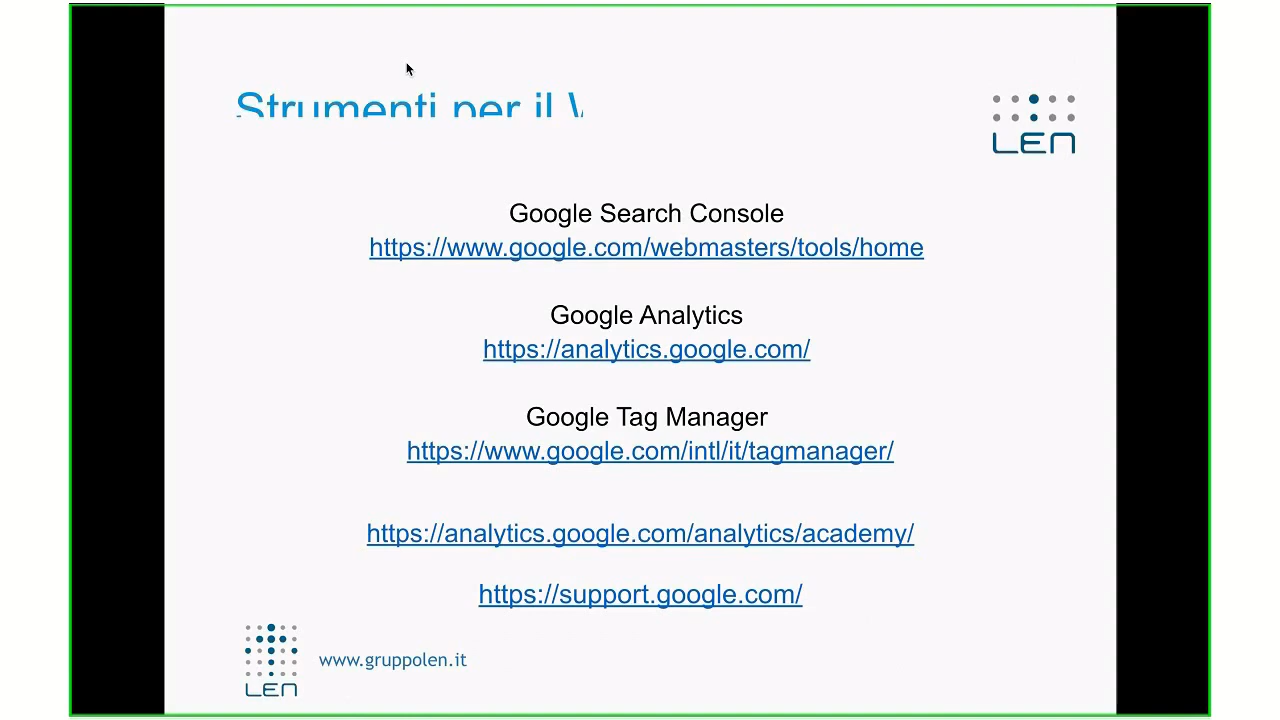 Strumenti per il
LEN
Google Search Console
https://www.google.com/webmasters/tools/home
Google Analytics
https://analytics.google.com/
Google Tag Manager
https://www.google.com/intl/it/tagmanager/
https://analytics.google.com/analytics/academy/
https://support.google.com/
www.gruppolen.it
LEN